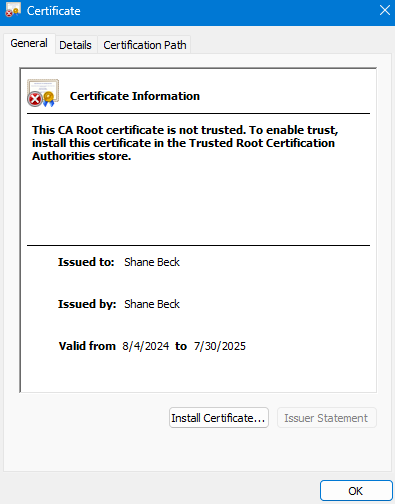 Certificate
General Details Certification Path
Certificate Information
This CA Root certificate is not trusted. To enable trust,
install this certificate in the Trusted Root Certification
Authorities store.
Issued to: Shane Beck
Issued by: Shane Beck
Valid from 8/4/2024 to 7/30/2025
Install Certificate... Issuer Statement
OK